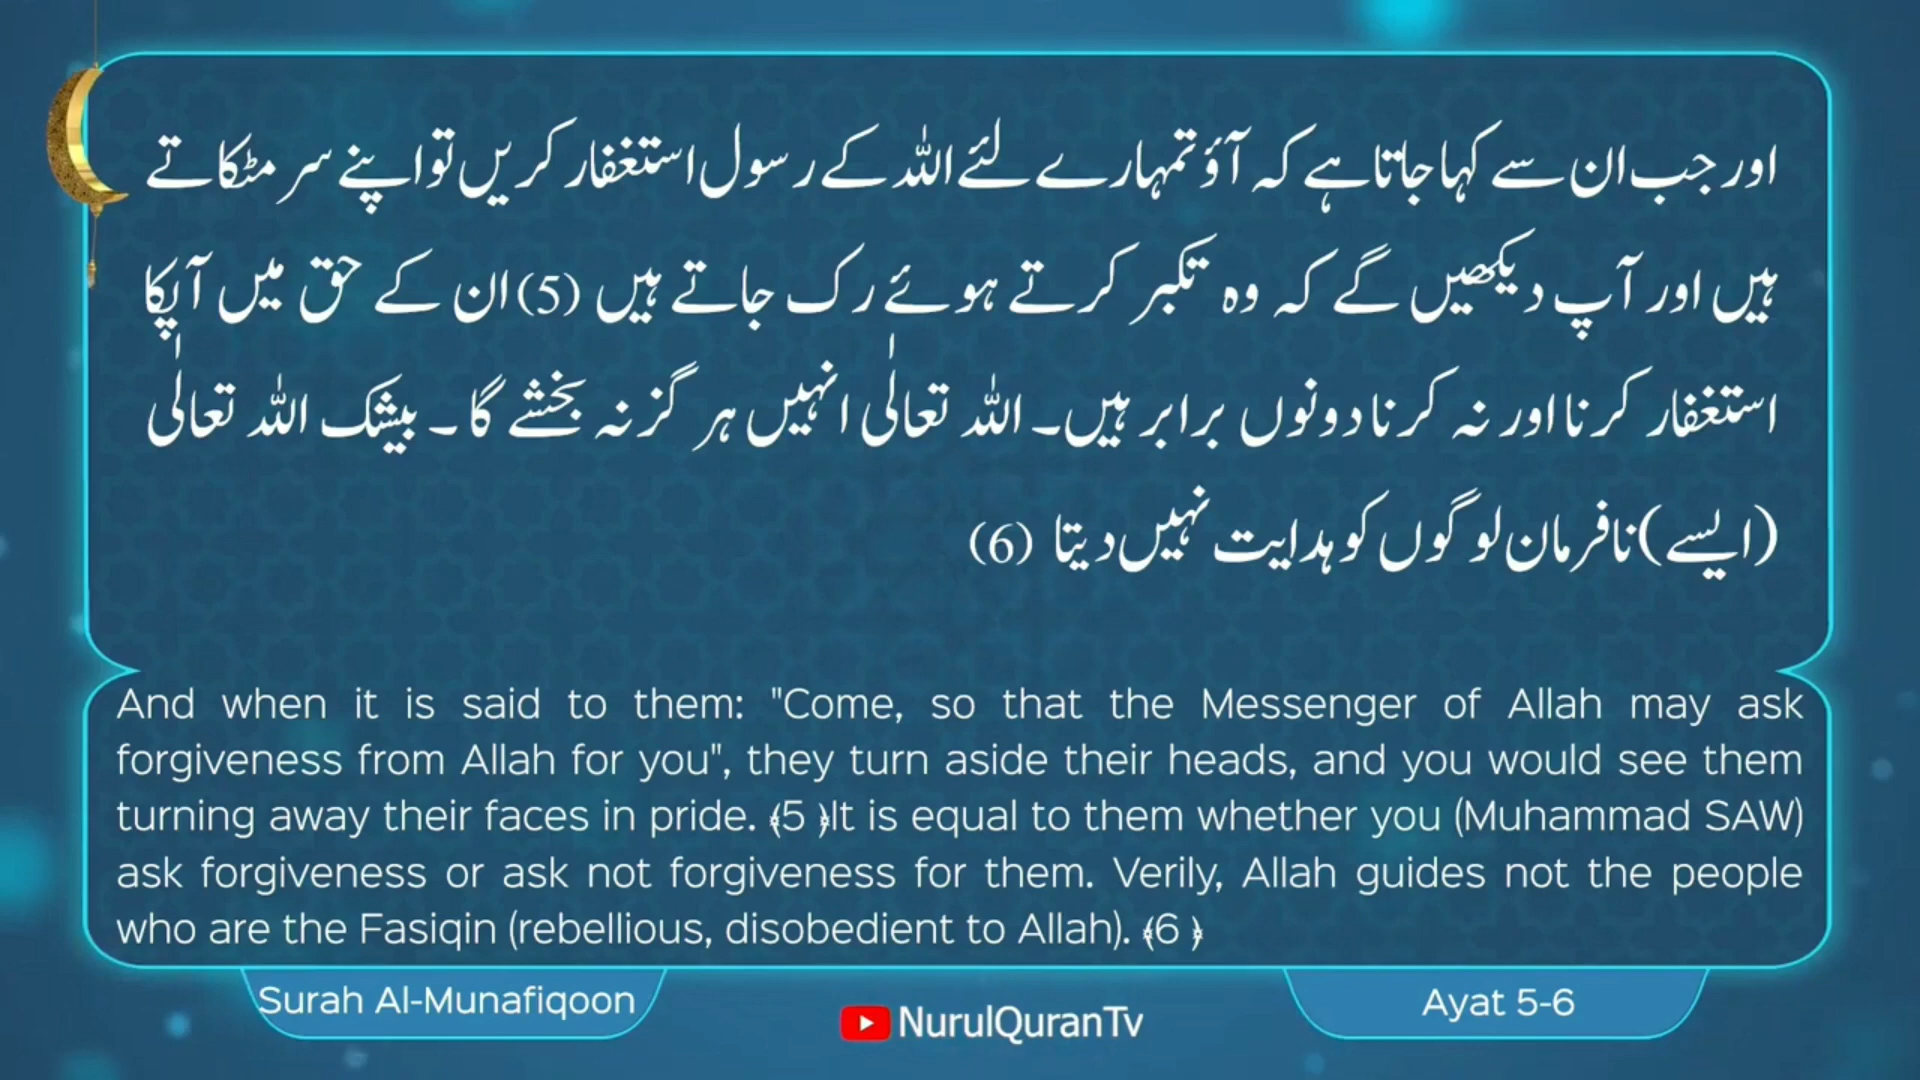 اور جب ان سے کہا جاتا ہے کہ آؤ تمہارے لئے اللہ کے رسول استغفار کریں تو اپنے سر مٹکاتے
ہیں اور آپ دیکھیں گے کہ وہ تکبر کرتے ہوئے رک جاتے ہیں (5) ان کے حق میں آپکا
استغفار کرنا اور نہ کرنا دونوں برابر ہیں۔ اللہ تعالٰی انہیں ہر گز نہ بخشے گا۔ بیشک اللہ تعالٰی
(ایسے) نافرمان لوگوں کو ہدایت نہیں دیتا (6)
And when it is said to them: "Come, so that the Messenger of Allah may ask
forgiveness from Allah for you", they turn aside their heads, and you would see them
turning away their faces in pride. ﴾5 ﴿It is equal to them whether you (Muhammad SAW)
ask forgiveness or ask not forgiveness for them. Verily, Allah guides not the people
who are the Fasiqin (rebellious, disobedient to Allah). ﴾6 ﴿
Surah Al-Munafiqoon
NurulQuranTv
Ayat 5-6